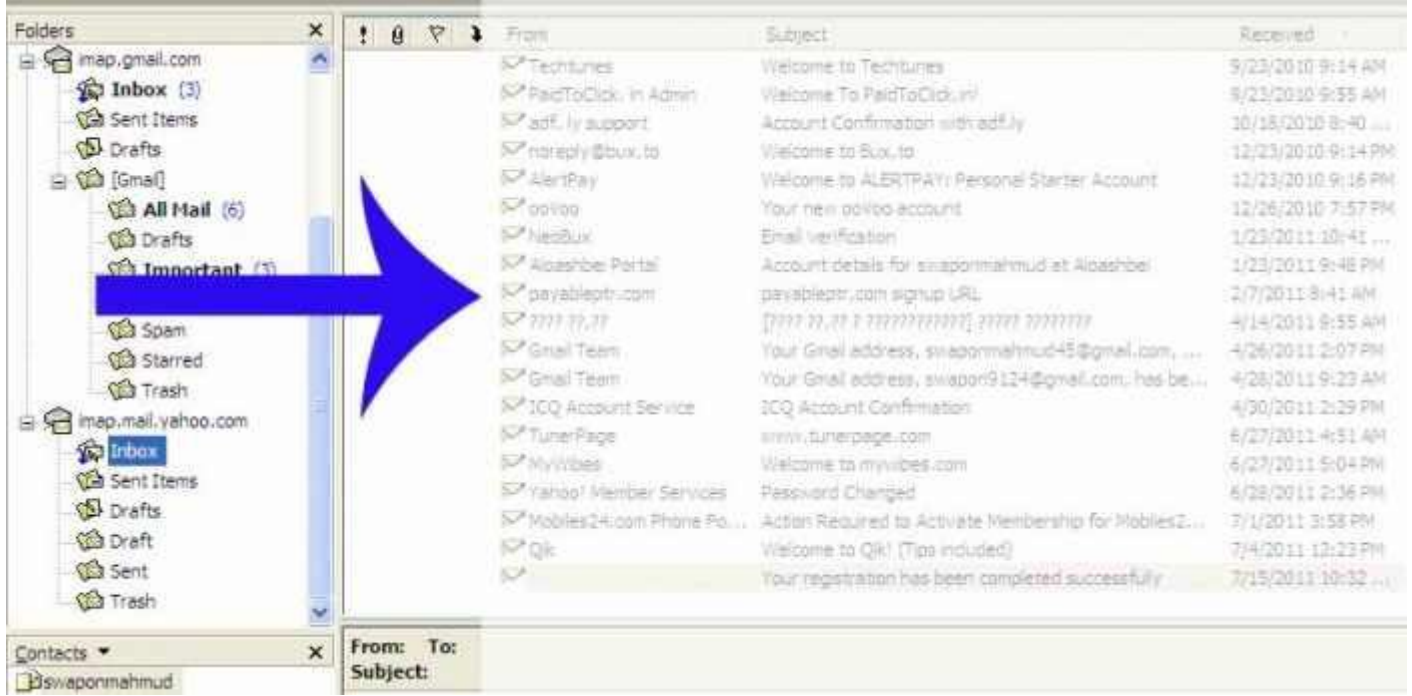 Folders
imap.gmail.com
Inbox (3)
Sent Items
Drafts
[Gmail]
All Mail (6)
Drafts
Important (3)
Spam
Starred
Trash
imap.mail.yahoo.com
Inbox
Sent Items
Drafts
Draft
Sent
Trash
Contacts
swaponmahmud
From Subject Received
Techtunes Welcome to Techtunes 9/23/2010 9:14 AM
PaidToClick. in Admin Welcome To PaidToClick.in! 9/23/2010 9:55 AM
adf. ly support Account Confirmation with adf.ly 10/18/2010 8:40 ...
noreply@bux.to Welcome to Bux.to 12/23/2010 9:14 PM
AlertPay Welcome to ALERTPAY: Personal Starter Account 12/23/2010 9:16 PM
ooVoo Your new ooVoo account 12/26/2010 7:57 PM
NeoBux Email verification 1/23/2011 10:41 ...
Aloashbei Portal Account details for swaponmahmud at Aloashbei 1/23/2011 9:48 PM
payableptr.com payableptr.com signup URL 2/7/2011 8:41 AM
???? ??.?? [???? ??.?? ? ????????????] ????? ???????? 4/14/2011 9:55 AM
Gmail Team Your Gmail address, swaponmahmud45@gmail.com, ... 4/26/2011 2:07 PM
Gmail Team Your Gmail address, swapon9124@gmail.com, has be... 4/28/2011 9:23 AM
ICQ Account Service ICQ Account Confirmation 4/30/2011 2:29 PM
TunerPage www.tunerpage.com 6/27/2011 4:51 AM
MyWibes Welcome to mywibes.com 6/27/2011 5:04 PM
Yahoo! Member Services Password Changed 6/28/2011 2:36 PM
Mobiles24.com Phone Po... Action Required to Activate Membership for Mobiles2... 7/1/2011 3:58 PM
Qik Welcome to Qik! (Tips included) 7/4/2011 12:23 PM
Your registration has been completed successfully 7/15/2011 10:32 ...
From: To:
Subject: